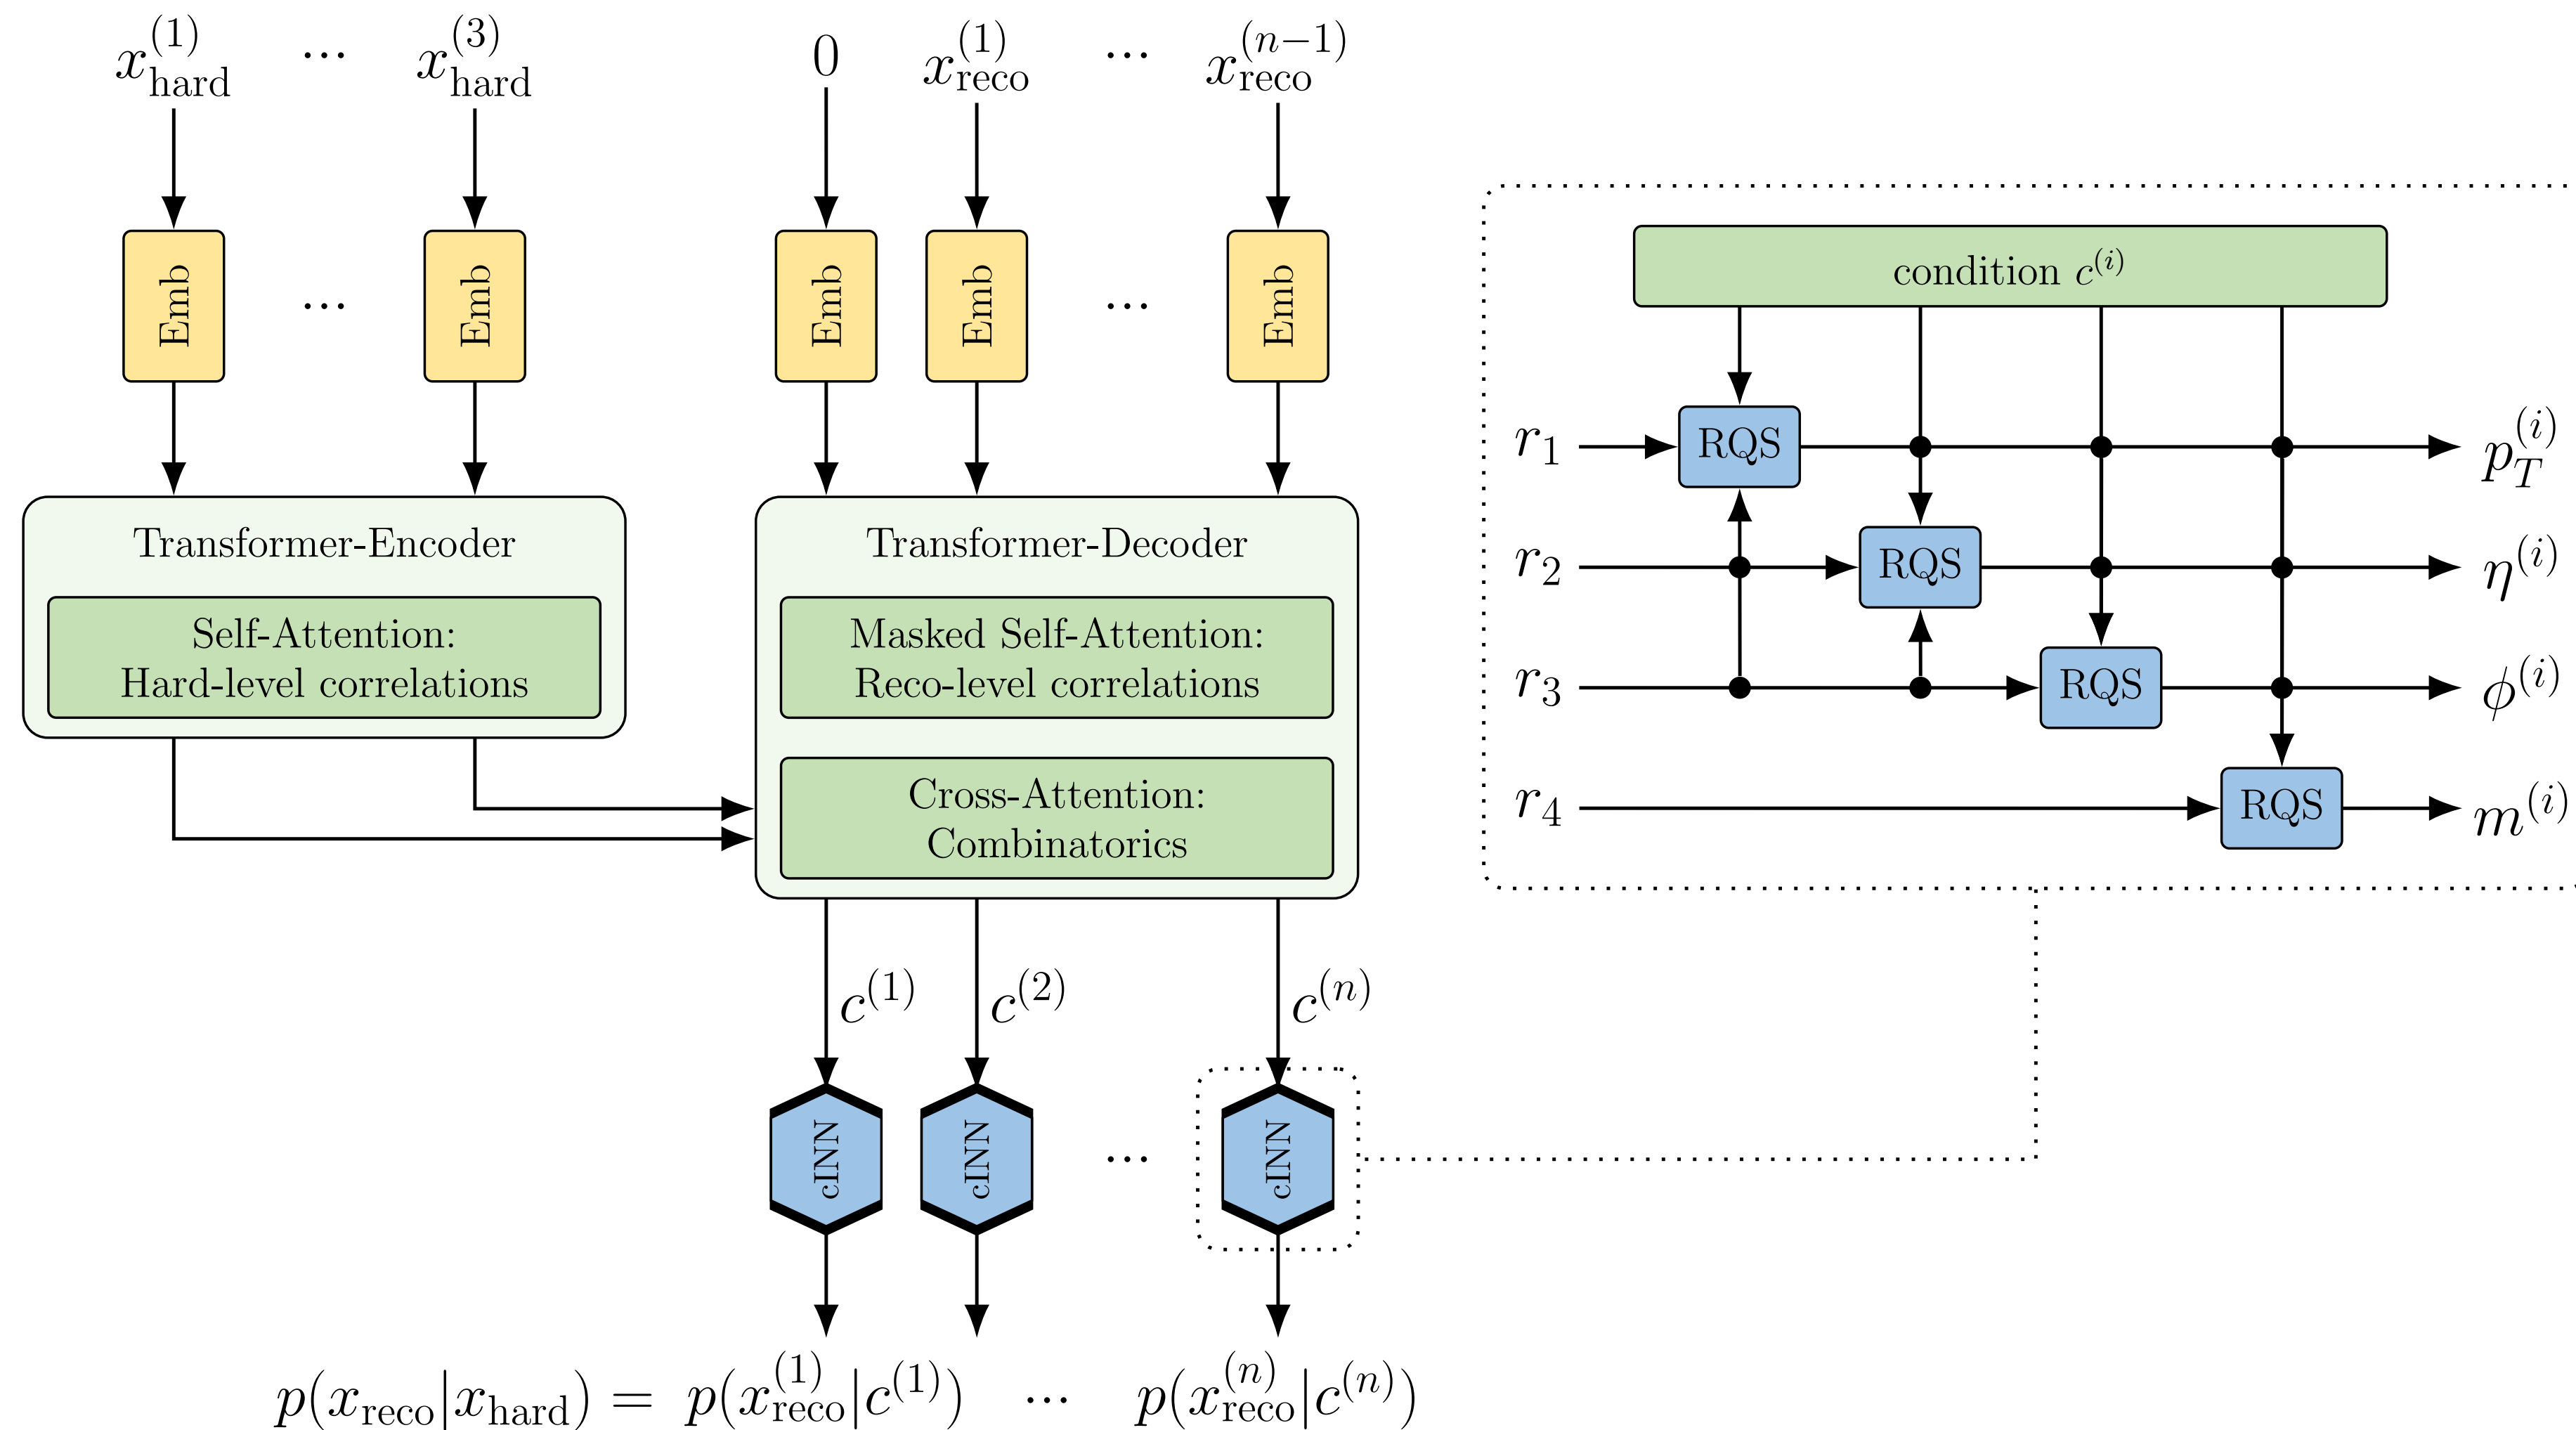 x_hard^(1) ··· x_hard^(3) 0 x_reco^(1) ··· x_reco^(n−1)
Emb ··· Emb Emb Emb ··· Emb
Transformer-Encoder
Self-Attention:
Hard-level correlations
Transformer-Decoder
Masked Self-Attention:
Reco-level correlations
Cross-Attention:
Combinatorics
c^(1) c^(2) c^(n)
cINN cINN ··· cINN
p(x_reco|x_hard) = p(x_reco^(1)|c^(1)) ··· p(x_reco^(n)|c^(n))
condition c^(i)
r_1 RQS p_T^(i)
r_2 RQS η^(i)
r_3 RQS ϕ^(i)
r_4 RQS m^(i)